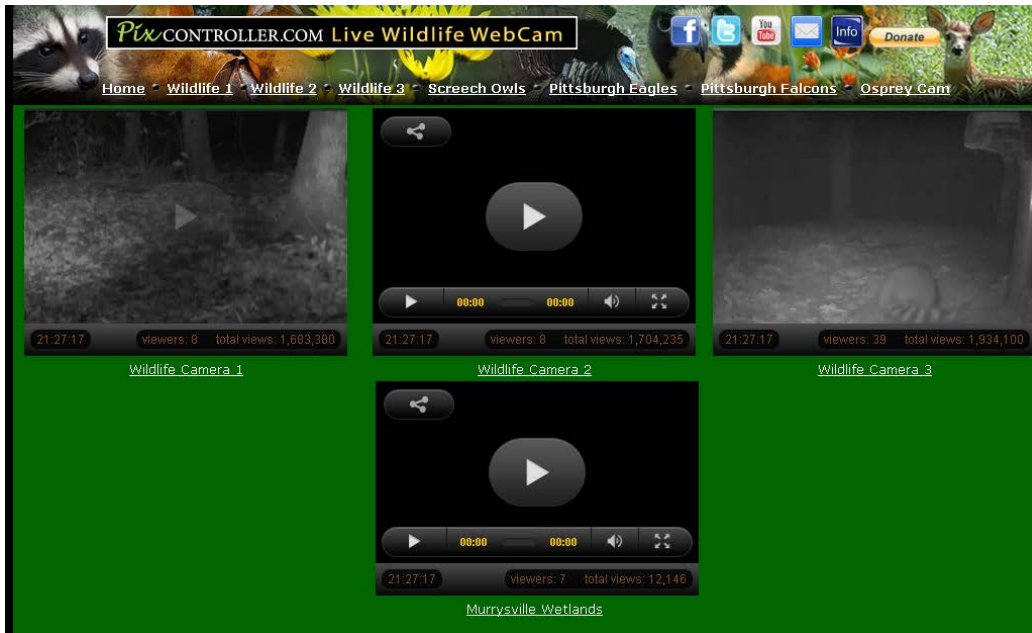 PixCONTROLLER.COM Live Wildlife WebCam
You Tube
Info
Donate
Home - Wildlife 1 - Wildlife 2 - Wildlife 3 - Screech Owls - Pittsburgh Eagles - Pittsburgh Falcons - Osprey Cam
21:27:17 viewers: 8 total views: 1,683,380
Wildlife Camera 1
00:00 00:00
21:27:17 viewers: 8 total views: 1,704,235
Wildlife Camera 2
21:27:17 viewers: 39 total views: 1,934,100
Wildlife Camera 3
00:00 00:00
21:27:17 viewers: 7 total views: 12,146
Murrysville Wetlands